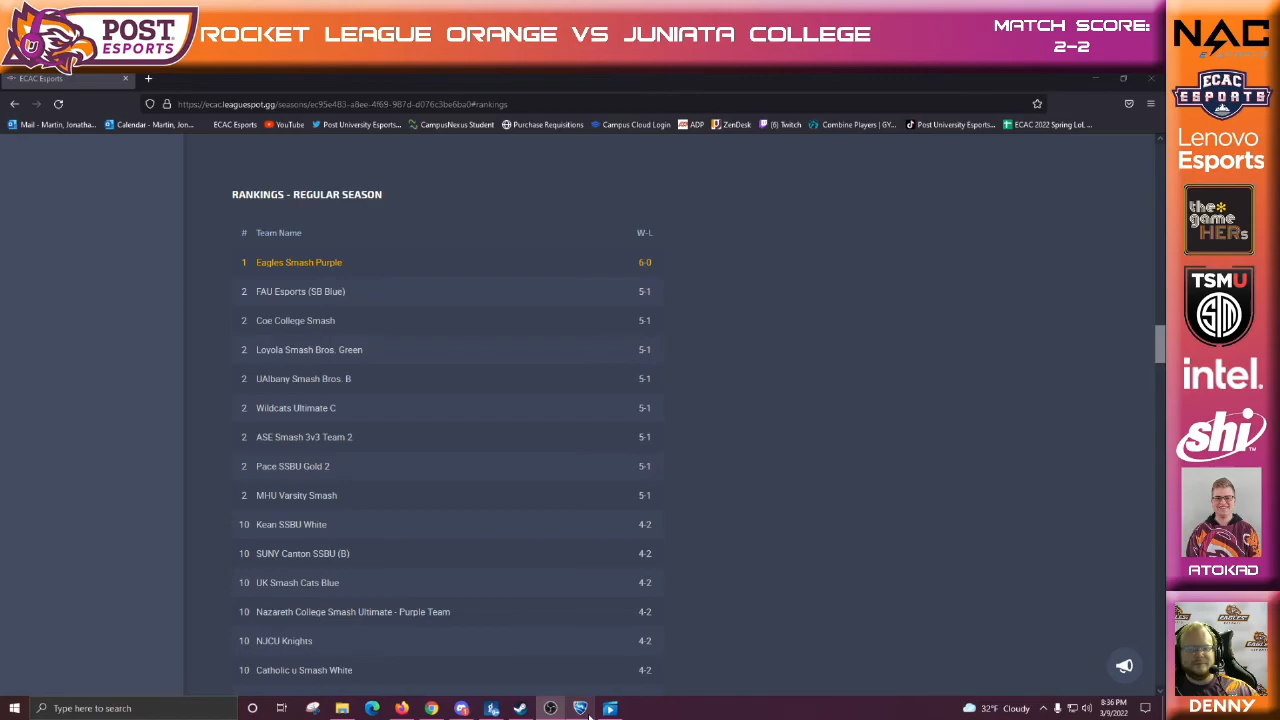 POST
ESPORTS
ROCKET LEAGUE ORANGE VS JUNIATA COLLEGE
MATCH SCORE:
2-2
ECAC Esports
https://ecac.leaguespot.gg/seasons/ec95e483-a8ee-4f69-987d-d076c3be6ba0#rankings
Mail - Martin, Jonatha...
Calendar - Martin, Jon...
ECAC Esports
YouTube
Post University Esports...
CampusNexus Student
Purchase Requisitions
Campus Cloud Login
ADP
ZenDesk
(6) Twitch
Combine Players | GY...
Post University Esports...
ECAC 2022 Spring LoL ...
RANKINGS - REGULAR SEASON
# Team Name W-L
1 Eagles Smash Purple 6-0
2 FAU Esports (SB Blue) 5-1
2 Coe College Smash 5-1
2 Loyola Smash Bros. Green 5-1
2 UAlbany Smash Bros. B 5-1
2 Wildcats Ultimate C 5-1
2 ASE Smash 3v3 Team 2 5-1
2 Pace SSBU Gold 2 5-1
2 MHU Varsity Smash 5-1
10 Kean SSBU White 4-2
10 SUNY Canton SSBU (B) 4-2
10 UK Smash Cats Blue 4-2
10 Nazareth College Smash Ultimate - Purple Team 4-2
10 NJCU Knights 4-2
10 Catholic u Smash White 4-2
NAC
ECAC
ESPORTS
Lenovo
Esports
the*
game
HERs
TSMU
TSM
intel.
shi
ATOKAD
DENNY
Type here to search
32°F Cloudy
8:36 PM
3/9/2022